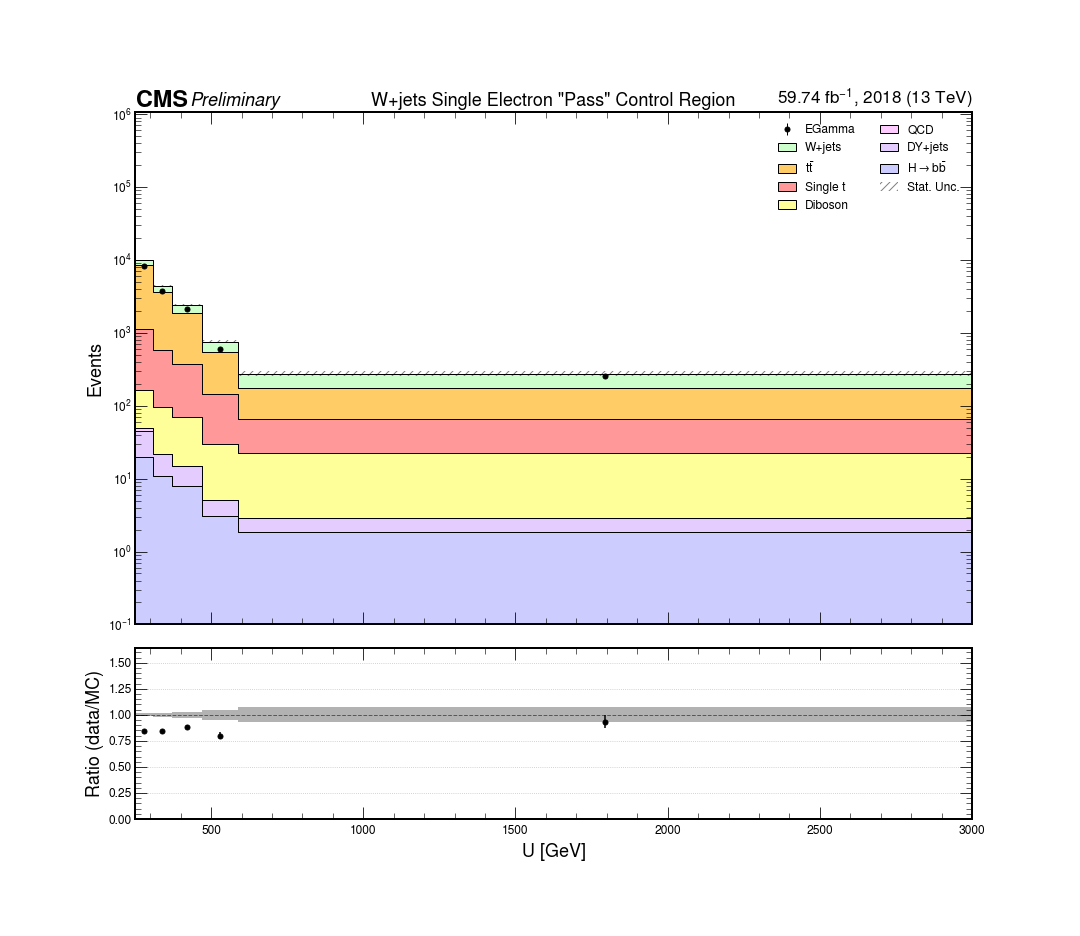 CMS Preliminary W+jets Single Electron "Pass" Control Region 59.74 fb⁻¹, 2018 (13 TeV)
EGamma
W+jets
tt̄
Single t
Diboson
QCD
DY+jets
H→bb̄
Stat. Unc.
10⁶
10⁵
10⁴
10³
10²
10¹
10⁰
10⁻¹
Events
1.50
1.25
1.00
0.75
0.50
0.25
0.00
Ratio (data/MC)
500 1000 1500 2000 2500 3000
U [GeV]